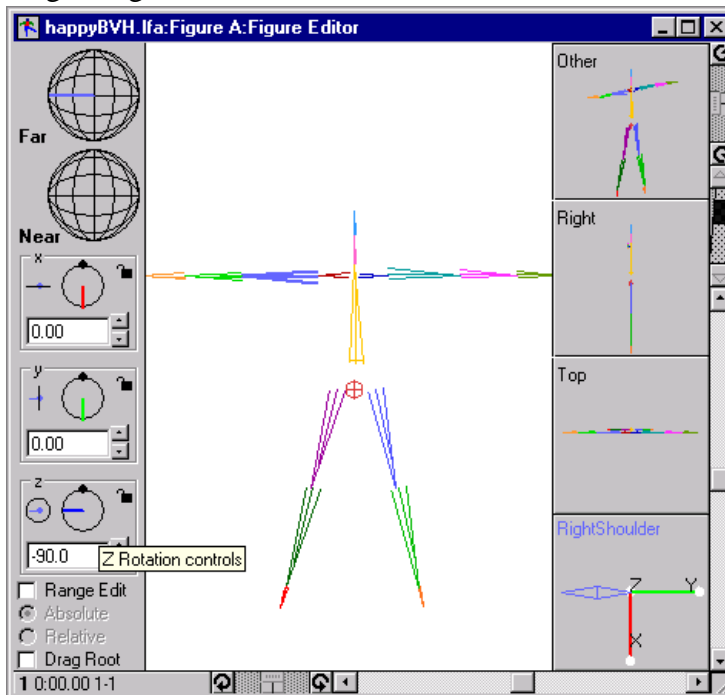 happyBVH.lfa:Figure A:Figure Editor
Far
Near
x
0.00
y
0.00
z
-90.0
Z Rotation controls
Range Edit
Absolute
Relative
Drag Root
1 0:00.00 1-1
Other
Right
Top
RightShoulder
Z
Y
X